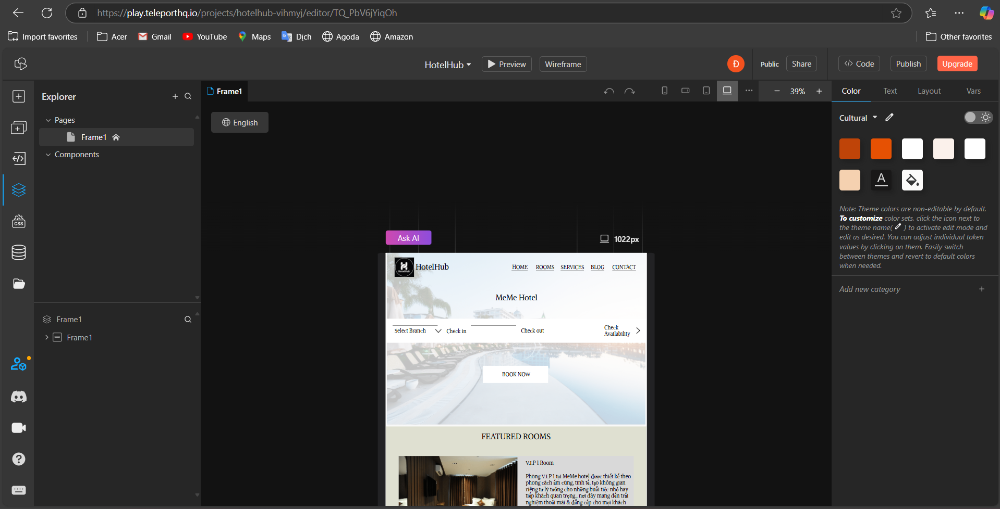 https://play.teleporthq.io/projects/hotelhub-vihmyj/editor/TQ_PbV6jYiqOh
Import favorites
Acer
Gmail
YouTube
Maps
Dịch
Agoda
Amazon
Other favorites
HotelHub
Preview
Wireframe
Đ
Public
Share
</> Code
Publish
Upgrade
Explorer
Frame1
39%
Color
Text
Layout
Vars
Pages
Frame1
Components
English
Cultural
A
Note: Theme colors are non-editable by default.
To customize color sets, click the icon next to
the theme name( ) to activate edit mode and
edit as desired. You can adjust individual token
values by clicking on them. Easily switch
between themes and revert to default colors
when needed.
Add new category
CSS
Frame1
Frame1
Ask AI
1022px
HotelHub
HotelHub
HOME
ROOMS
SERVICES
BLOG
CONTACT
MeMe Hotel
Select Branch
Check in
Check out
Check
Availability
BOOK NOW
FEATURED ROOMS
V.I.P 1 Room
Phòng V.I.P 1 tại MeMe hotel được thiết kế theo
phong cách ấm cúng, tinh tế, tạo không gian
riêng tư lý tưởng cho những buổi tiệc nhỏ hay
tiếp khách quan trọng., nơi đây mang đến trải
nghiệm thoải mái & đẳng cấp cho mọi khách